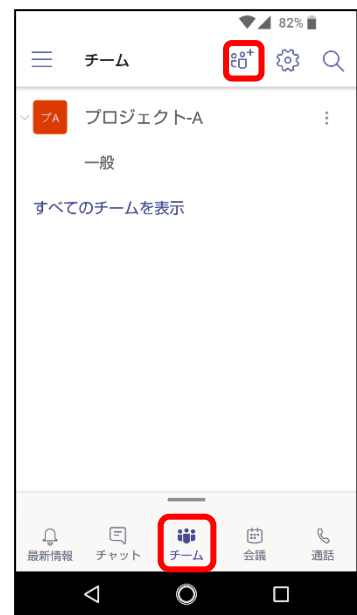 82%
チーム
プA プロジェクト-A
一般
すべてのチームを表示
最新情報 チャット チーム 会議 通話